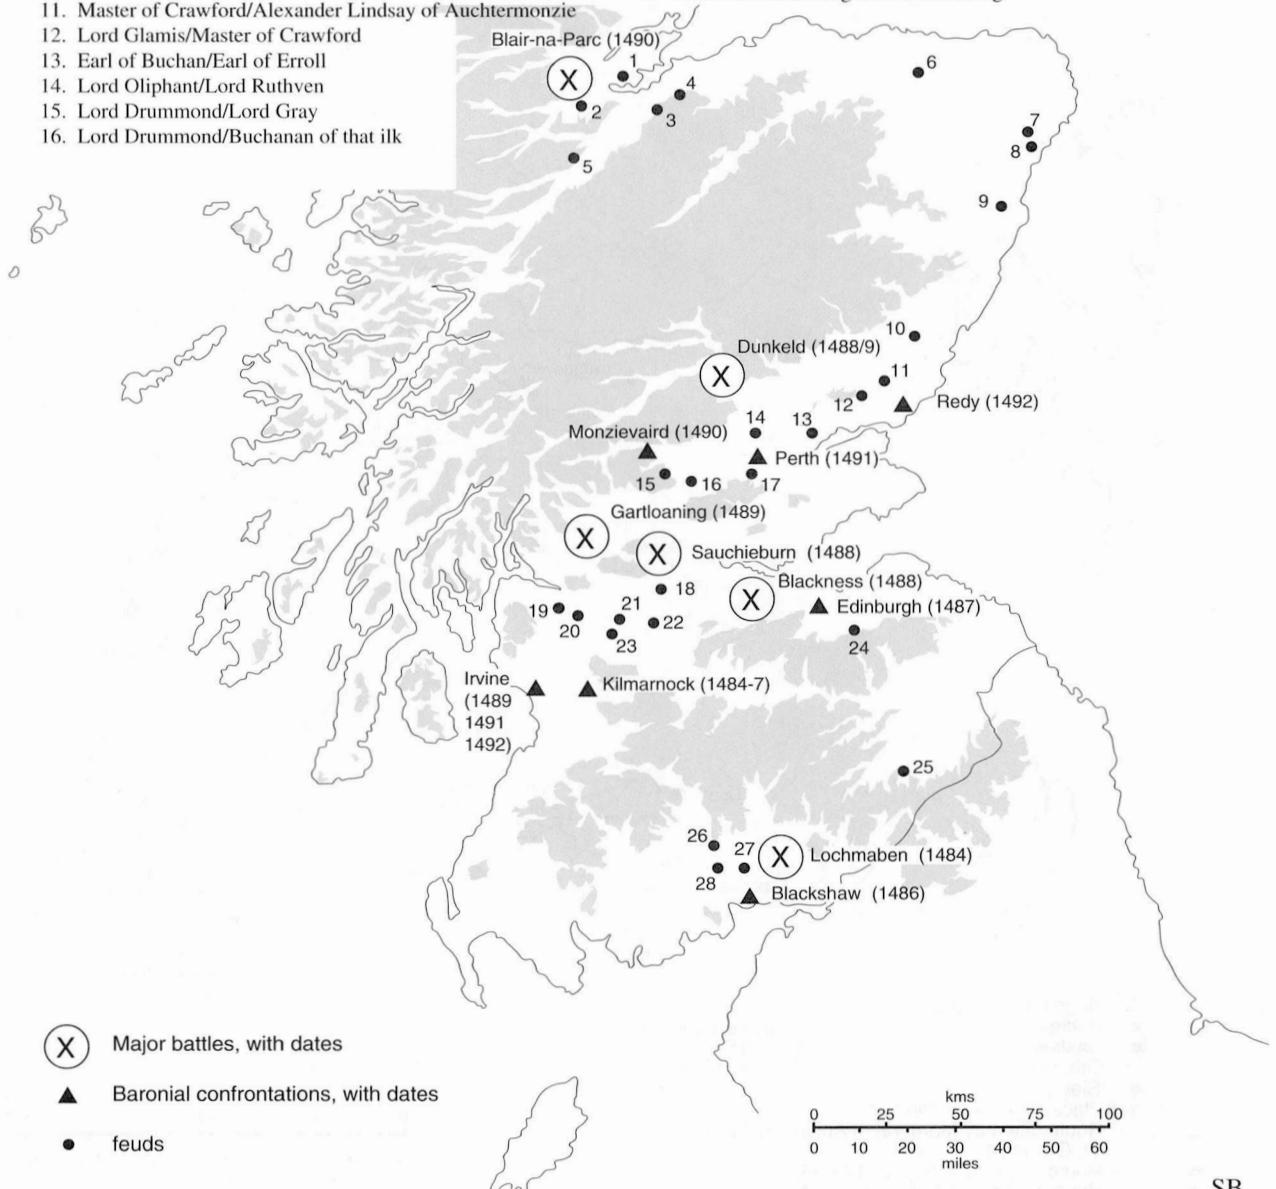 11. Master of Crawford/Alexander Lindsay of Auchtermonzie
12. Lord Glamis/Master of Crawford
13. Earl of Buchan/Earl of Erroll
14. Lord Oliphant/Lord Ruthven
15. Lord Drummond/Lord Gray
16. Lord Drummond/Buchanan of that ilk
Blair-na-Parc (1490)
X
1
2
3
4
5
6
7
8
9
10
Dunkeld (1488/9)
X
11
12
Redy (1492)
Monzievaird (1490)
14
13
Perth (1491)
15
16
17
Gartloaning (1489)
X
X
Sauchieburn (1488)
Blackness (1488)
X
Edinburgh (1487)
18
19
20
21
22
23
24
Irvine
(1489
1491
1492)
Kilmarnock (1484-7)
25
26
27
28
X
Lochmaben (1484)
Blackshaw (1486)
X Major battles, with dates
Baronial confrontations, with dates
feuds
kms
0 25 50 75 100
0 10 20 30 40 50 60
miles
SB